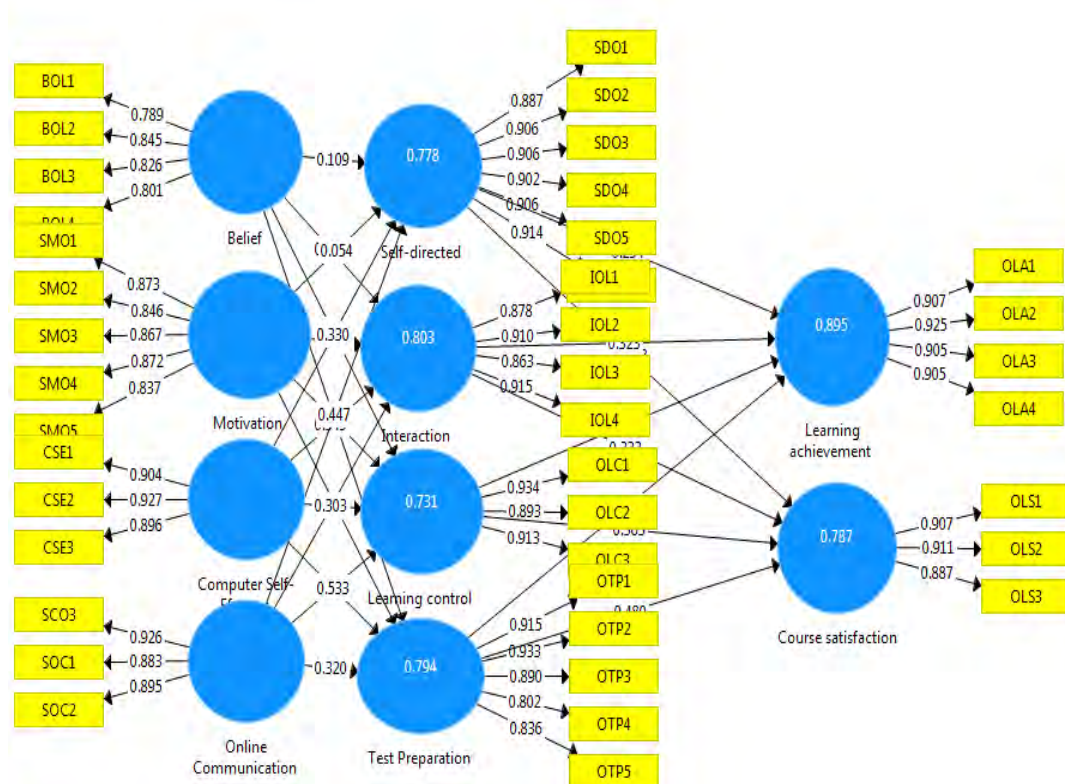 BOL1
BOL2
BOL3
SMO1
SMO2
SMO3
SMO4
SMO5
CSE1
CSE2
CSE3
SCO3
SOC1
SOC2
0.789
0.845
0.826
0.801
0.873
0.846
0.867
0.872
0.837
0.904
0.927
0.896
0.926
0.883
0.895
Belief
Motivation
Computer Self-
Online
Communication
0.109
0.054
0.330
0.447
0.303
0.533
0.320
0.778
Self-directed
0.803
Interaction
0.731
Learning control
0.794
Test Preparation
0.887
0.906
0.906
0.902
0.906
0.914
0.878
0.910
0.863
0.915
0.934
0.893
0.913
0.915
0.933
0.890
0.802
0.836
SDO1
SDO2
SDO3
SDO4
SDO5
IOL1
IOL2
IOL3
IOL4
OLC1
OLC2
OLC3
OTP1
OTP2
OTP3
OTP4
OTP5
0.480
0.895
Learning
achievement
0.787
Course satisfaction
0.907
0.925
0.905
0.905
0.907
0.911
0.887
OLA1
OLA2
OLA3
OLA4
OLS1
OLS2
OLS3